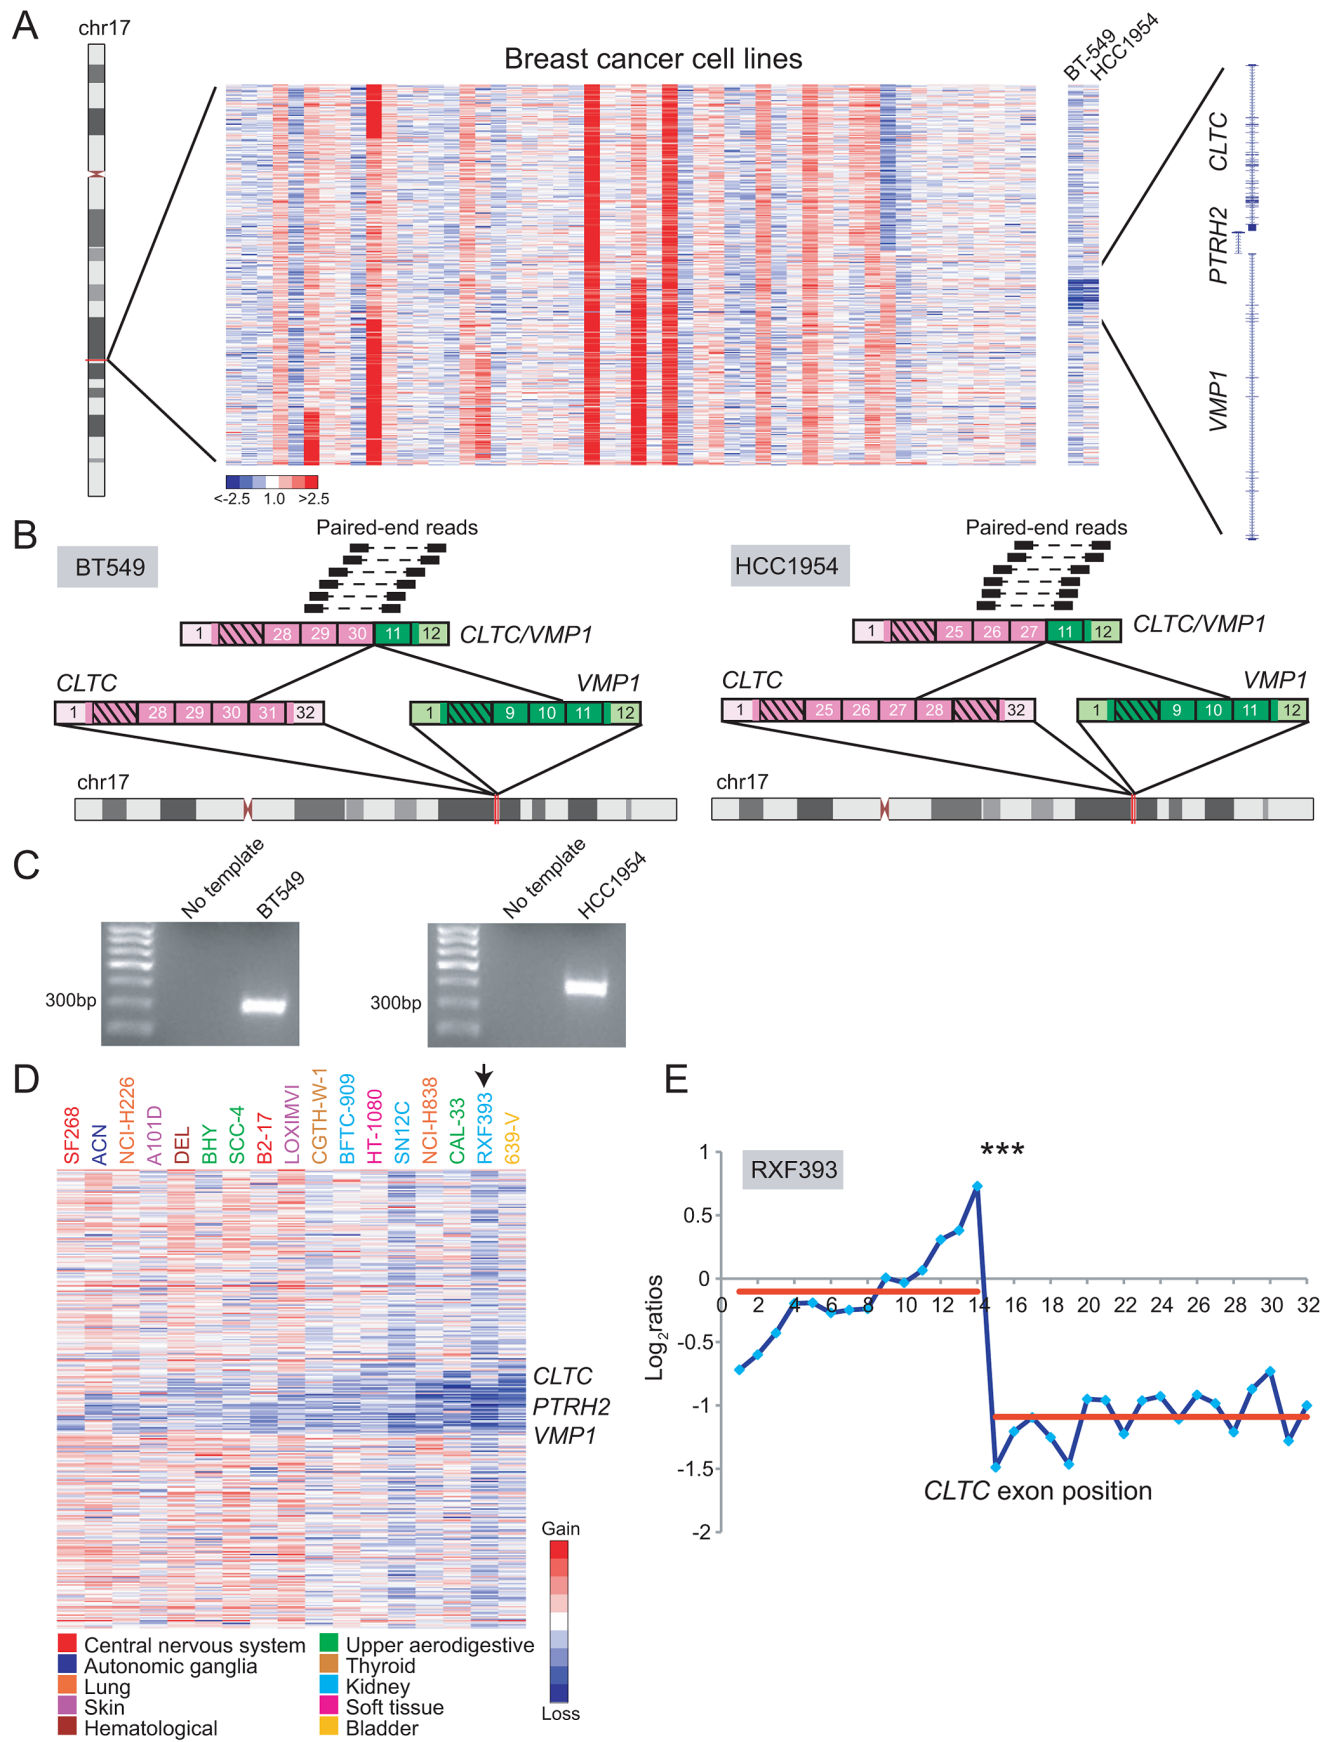 A
chr17
Breast cancer cell lines
BT-549
HCC1954
CLTC
PTRH2
VMP1
<-2.5 1.0 >2.5
B
BT549
Paired-end reads
1 28 29 30 11 12 CLTC/VMP1
CLTC VMP1
1 28 29 30 31 32 1 9 10 11 12
chr17
HCC1954
Paired-end reads
1 25 26 27 11 12 CLTC/VMP1
CLTC VMP1
1 25 26 27 28 32 1 9 10 11 12
chr17
C
No template
BT549
300bp
No template
HCC1954
300bp
D
SF268
ACN
NCI-H226
A101D
DEL
BHY
SCC-4
B2-17
LOXIMVI
CGTH-W-1
BFTC-909
HT-1080
SN12C
NCI-H838
CAL-33
RXF393
639-V
CLTC
PTRH2
VMP1
Gain
Loss
Central nervous system
Autonomic ganglia
Lung
Skin
Hematological
Upper aerodigestive
Thyroid
Kidney
Soft tissue
Bladder
E
RXF393
***
Log2ratios
1
0.5
0
-0.5
-1
-1.5
-2
0 2 4 6 8 10 12 14 16 18 20 22 24 26 28 30 32
CLTC exon position